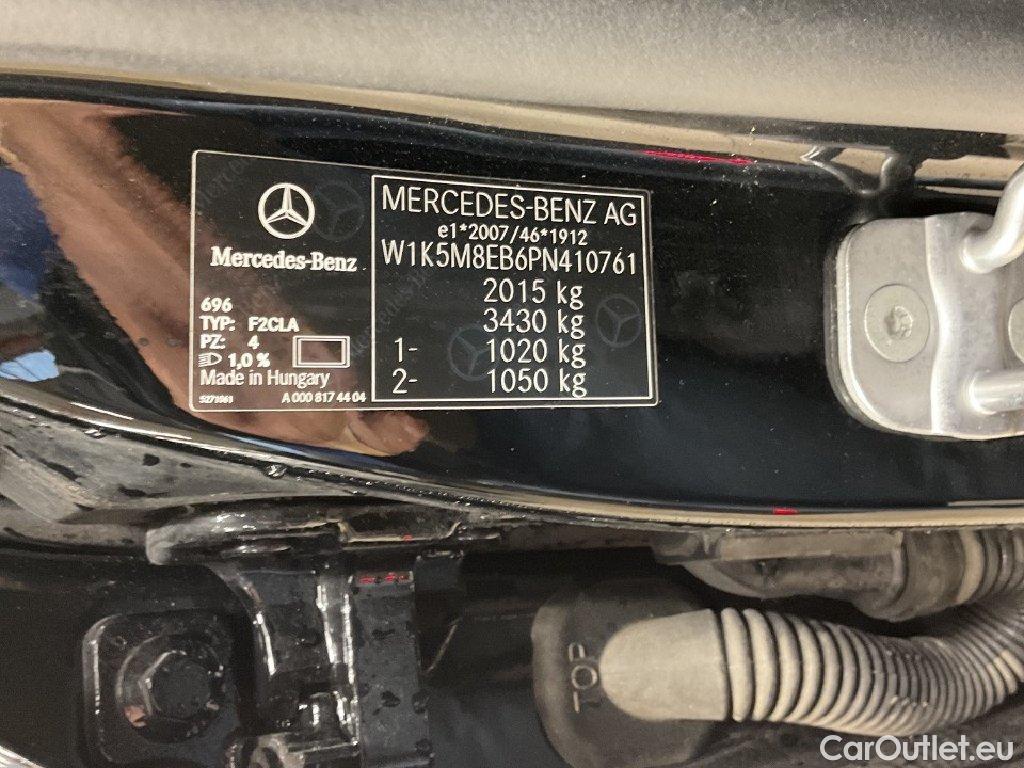 Mercedes-Benz
696
TYP: F2CLA
PZ: 4
1,0 %
Made in Hungary
A 000 817 44 04
MERCEDES-BENZ AG
e1*2007/46*1912
W1K5M8EB6PN410761
2015 kg
3430 kg
1- 1020 kg
2- 1050 kg
TOP
CarOutlet.eu